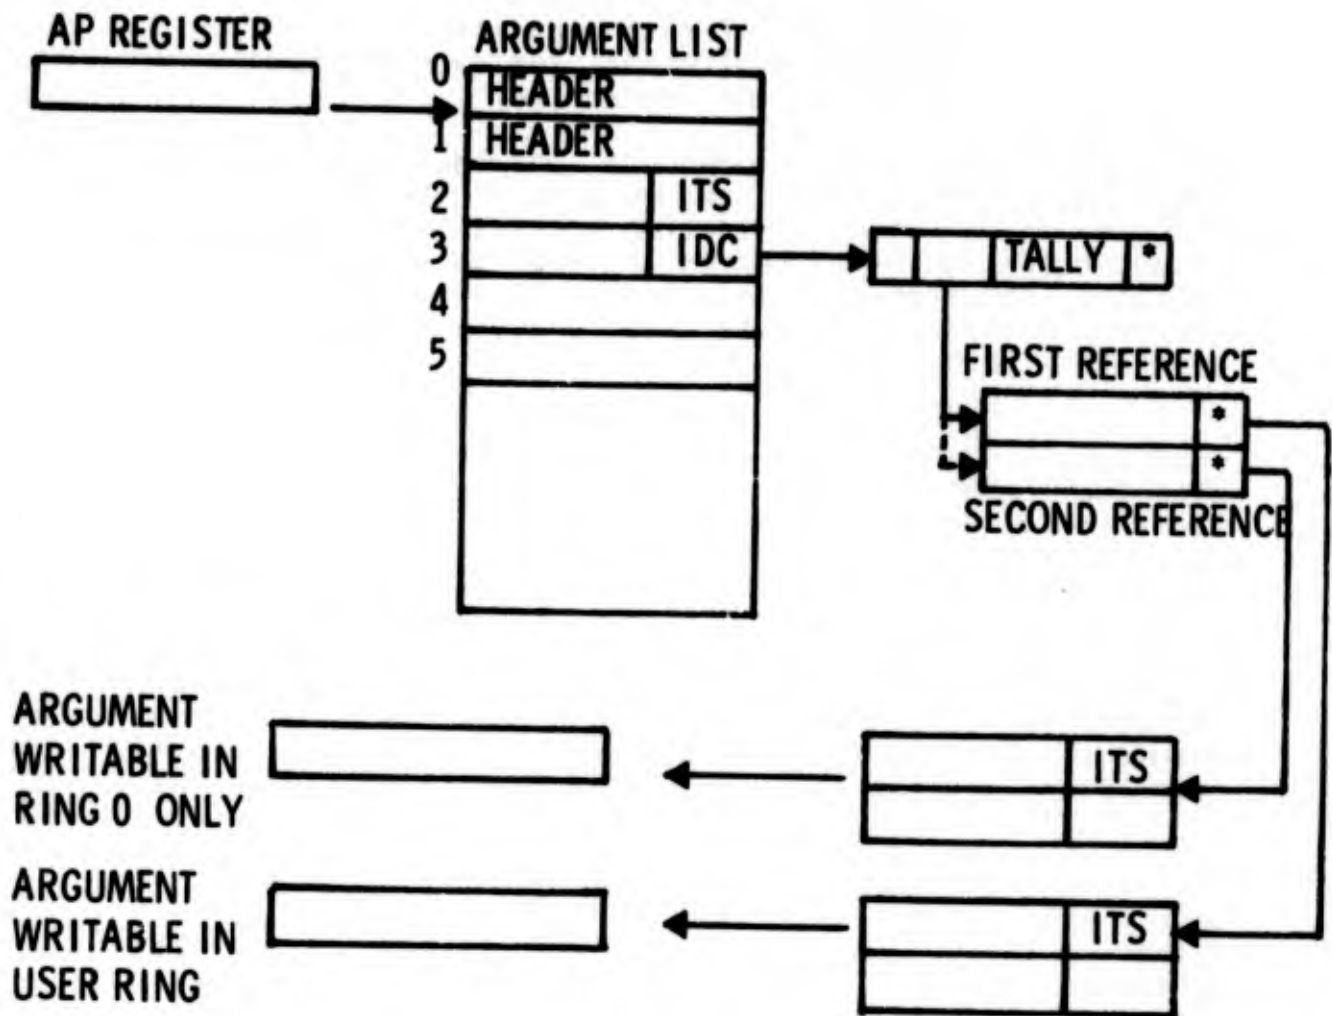 AP REGISTER
ARGUMENT LIST
0 HEADER
1 HEADER
2 ITS
3 IDC
TALLY *
4
5
FIRST REFERENCE
*
*
SECOND REFERENCE
ARGUMENT
WRITABLE IN
RING 0 ONLY
ITS
ARGUMENT
WRITABLE IN
USER RING
ITS